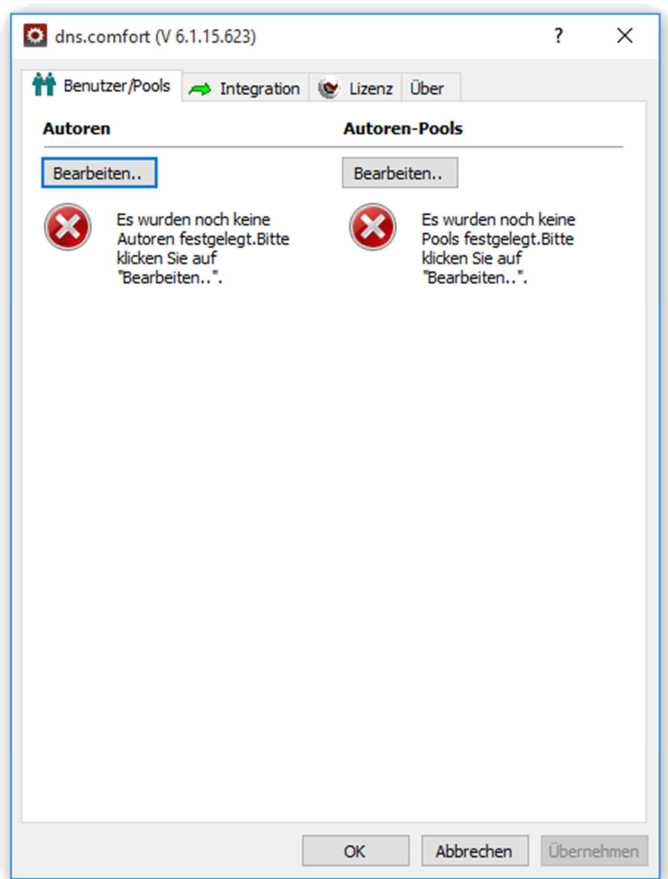 dns.comfort (V 6.1.15.623)
?
Benutzer/Pools
Integration
Lizenz
Über
Autoren
Autoren-Pools
Bearbeiten..
Bearbeiten..
Es wurden noch keine
Autoren festgelegt.Bitte
klicken Sie auf
"Bearbeiten..".
Es wurden noch keine
Pools festgelegt.Bitte
klicken Sie auf
"Bearbeiten..".
OK
Abbrechen
Übernehmen